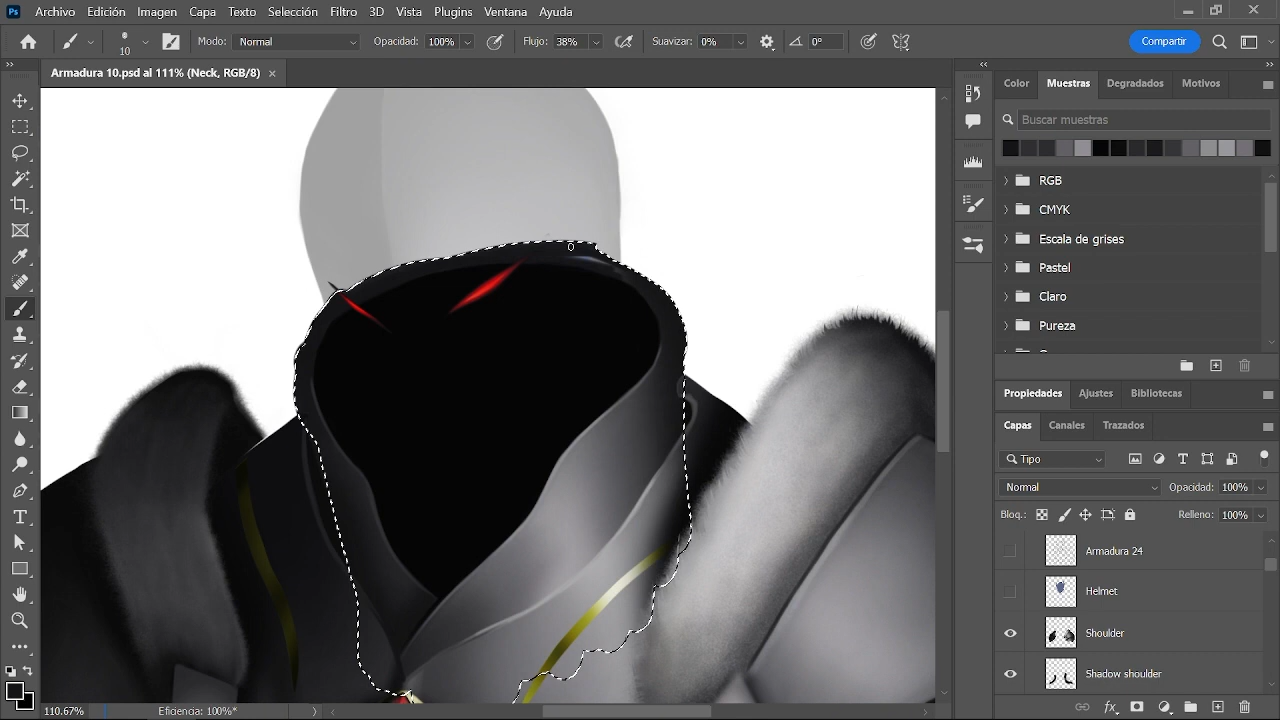 Ps Archivo Edición Imagen Capa Texto Selección Filtro 3D Vista Plugins Ventana Ayuda
10 Modo: Normal Opacidad: 100% Flujo: 38% Suavizar: 0% 0° Compartir
Armadura 10.psd al 111% (Neck, RGB/8) ×
Color Muestras Degradados Motivos
Buscar muestras
RGB
CMYK
Escala de grises
Pastel
Claro
Pureza
Propiedades Ajustes Bibliotecas
Capas Canales Trazados
Tipo
Normal Opacidad: 100%
Bloq.: Relleno: 100%
Armadura 24
Helmet
Shoulder
Shadow shoulder
110.67% Eficiencia: 100%*